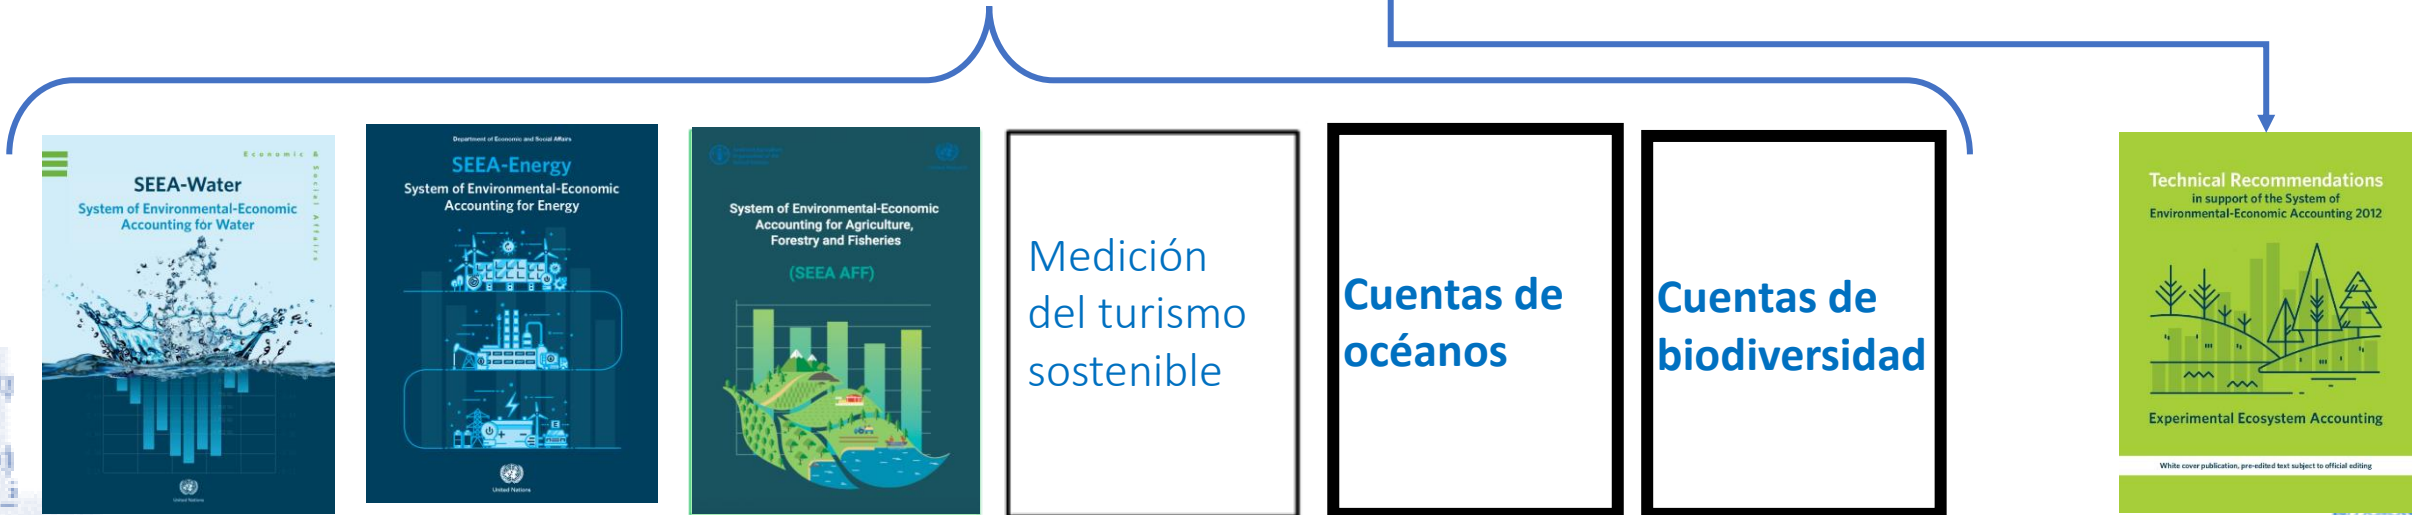 Economic & Social Affairs
SEEA-Water
System of Environmental-Economic
Accounting for Water
United Nations
Department of Economic and Social Affairs
SEEA-Energy
System of Environmental-Economic
Accounting for Energy
United Nations
System of Environmental-Economic
Accounting for Agriculture,
Forestry and Fisheries
(SEEA AFF)
Medición
del turismo
sostenible
Cuentas de
océanos
Cuentas de
biodiversidad
Technical Recommendations
in support of the System of
Environmental-Economic Accounting 2012
Experimental Ecosystem Accounting
White cover publication, pre-edited text subject to official editing